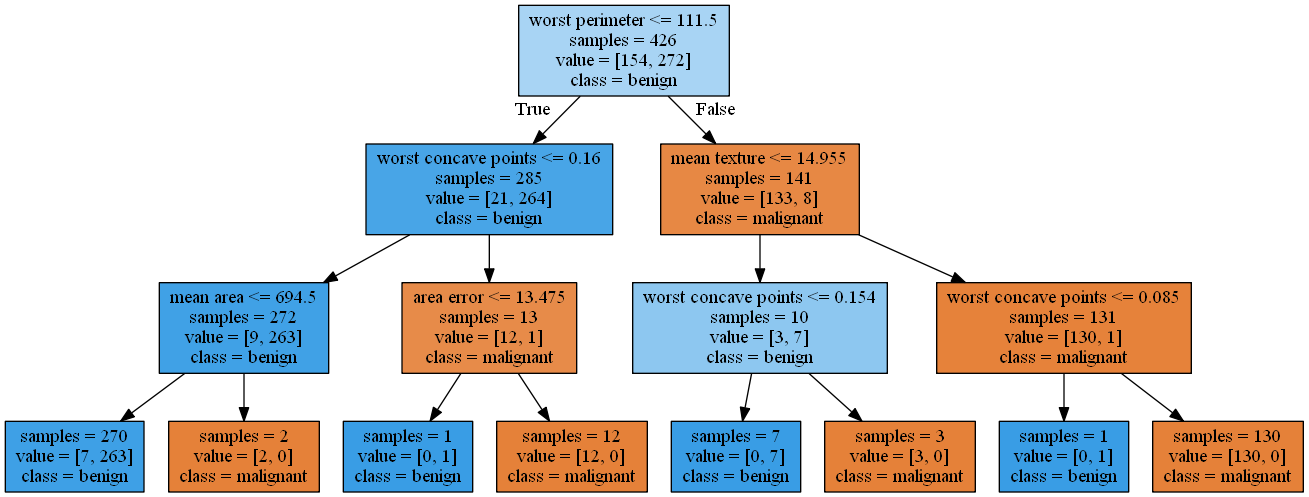 worst perimeter <= 111.5
samples = 426
value = [154, 272]
class = benign
True
False
worst concave points <= 0.16
samples = 285
value = [21, 264]
class = benign
mean texture <= 14.955
samples = 141
value = [133, 8]
class = malignant
mean area <= 694.5
samples = 272
value = [9, 263]
class = benign
area error <= 13.475
samples = 13
value = [12, 1]
class = malignant
worst concave points <= 0.154
samples = 10
value = [3, 7]
class = benign
worst concave points <= 0.085
samples = 131
value = [130, 1]
class = malignant
samples = 270
value = [7, 263]
class = benign
samples = 2
value = [2, 0]
class = malignant
samples = 1
value = [0, 1]
class = benign
samples = 12
value = [12, 0]
class = malignant
samples = 7
value = [0, 7]
class = benign
samples = 3
value = [3, 0]
class = malignant
samples = 1
value = [0, 1]
class = benign
samples = 130
value = [130, 0]
class = malignant